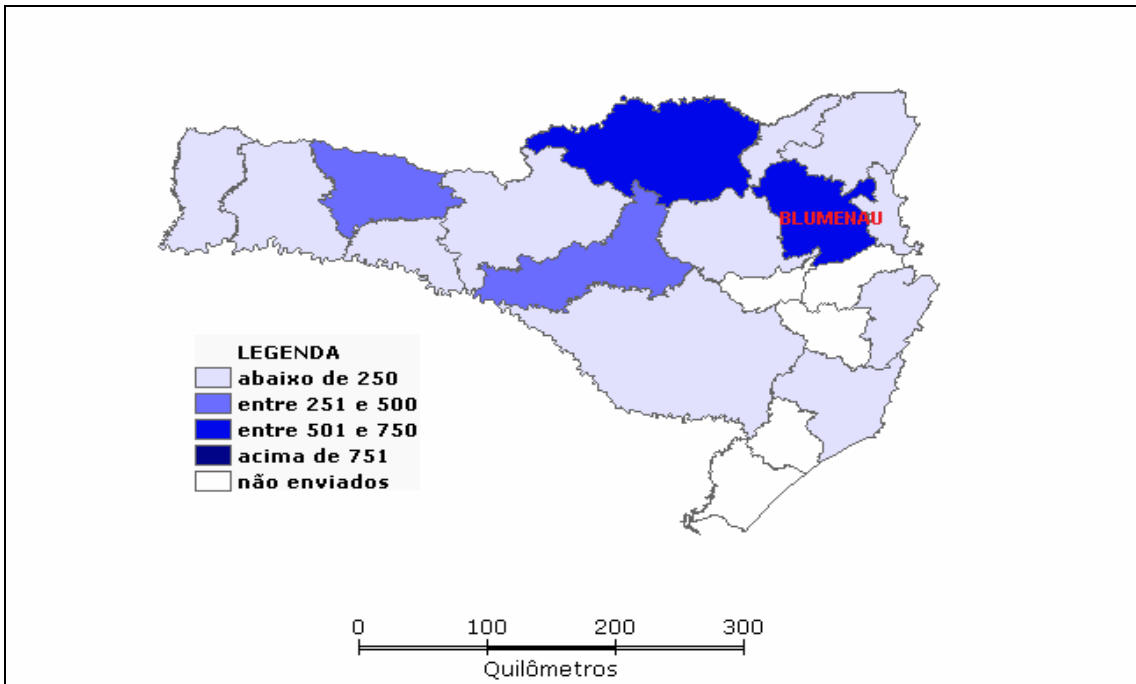 BLUMENAU
LEGENDA
abaixo de 250
entre 251 e 500
entre 501 e 750
acima de 751
não enviados
0 100 200 300
Quilômetros